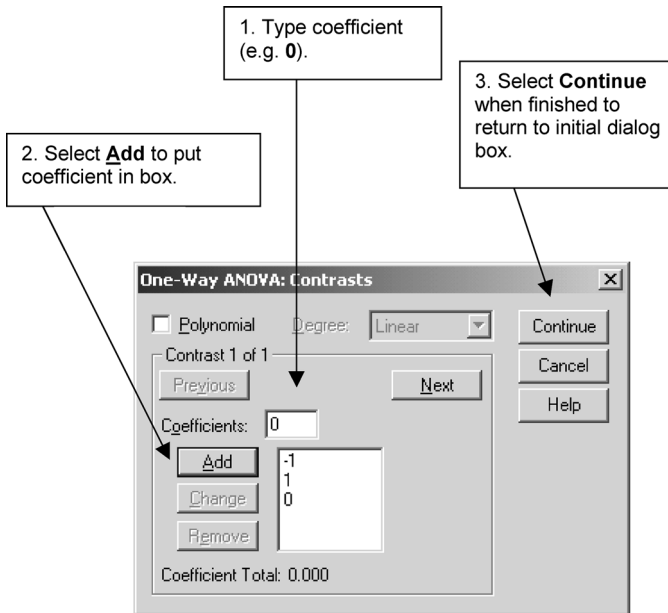 1. Type coefficient
(e.g. 0).
3. Select Continue
when finished to
return to initial dialog
box.
2. Select Add to put
coefficient in box.
One-Way ANOVA: Contrasts
Polynomial Degree: Linear
Continue
Contrast 1 of 1
Cancel
Previous Next
Help
Coefficients: 0
Add
-1
1
Change
0
Remove
Coefficient Total: 0.000